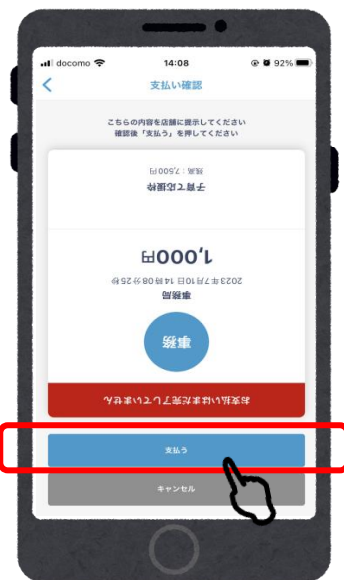 docomo 14:08 92%
支払い確認
こちらの内容を店舗に提示してください
確認後「支払う」を押してください
お支払いはまだ完了していません
事務
事務局
2023年7月10日 14時08分25秒
1,000円
子育て応援枠
残高：7,500円
支払う
キャンセル